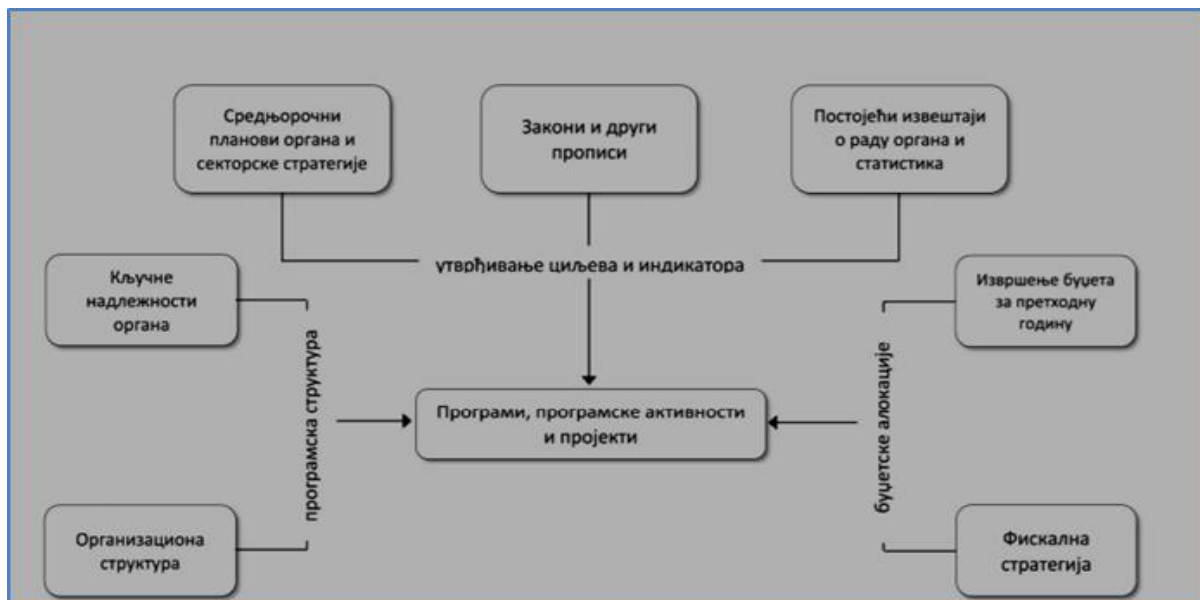 Средњорочни
планови органа и
секторске стратегије
Закони и други
прописи
Постојећи извештаји
о раду органа и
статистика
утврђивање циљева и индикатора
Кључне
надлежности
органа
Извршење буџета
за претходну
годину
програмска структура
Програми, програмске активности
и пројекти
буџетске алокације
Организациона
структура
Фискална
стратегија